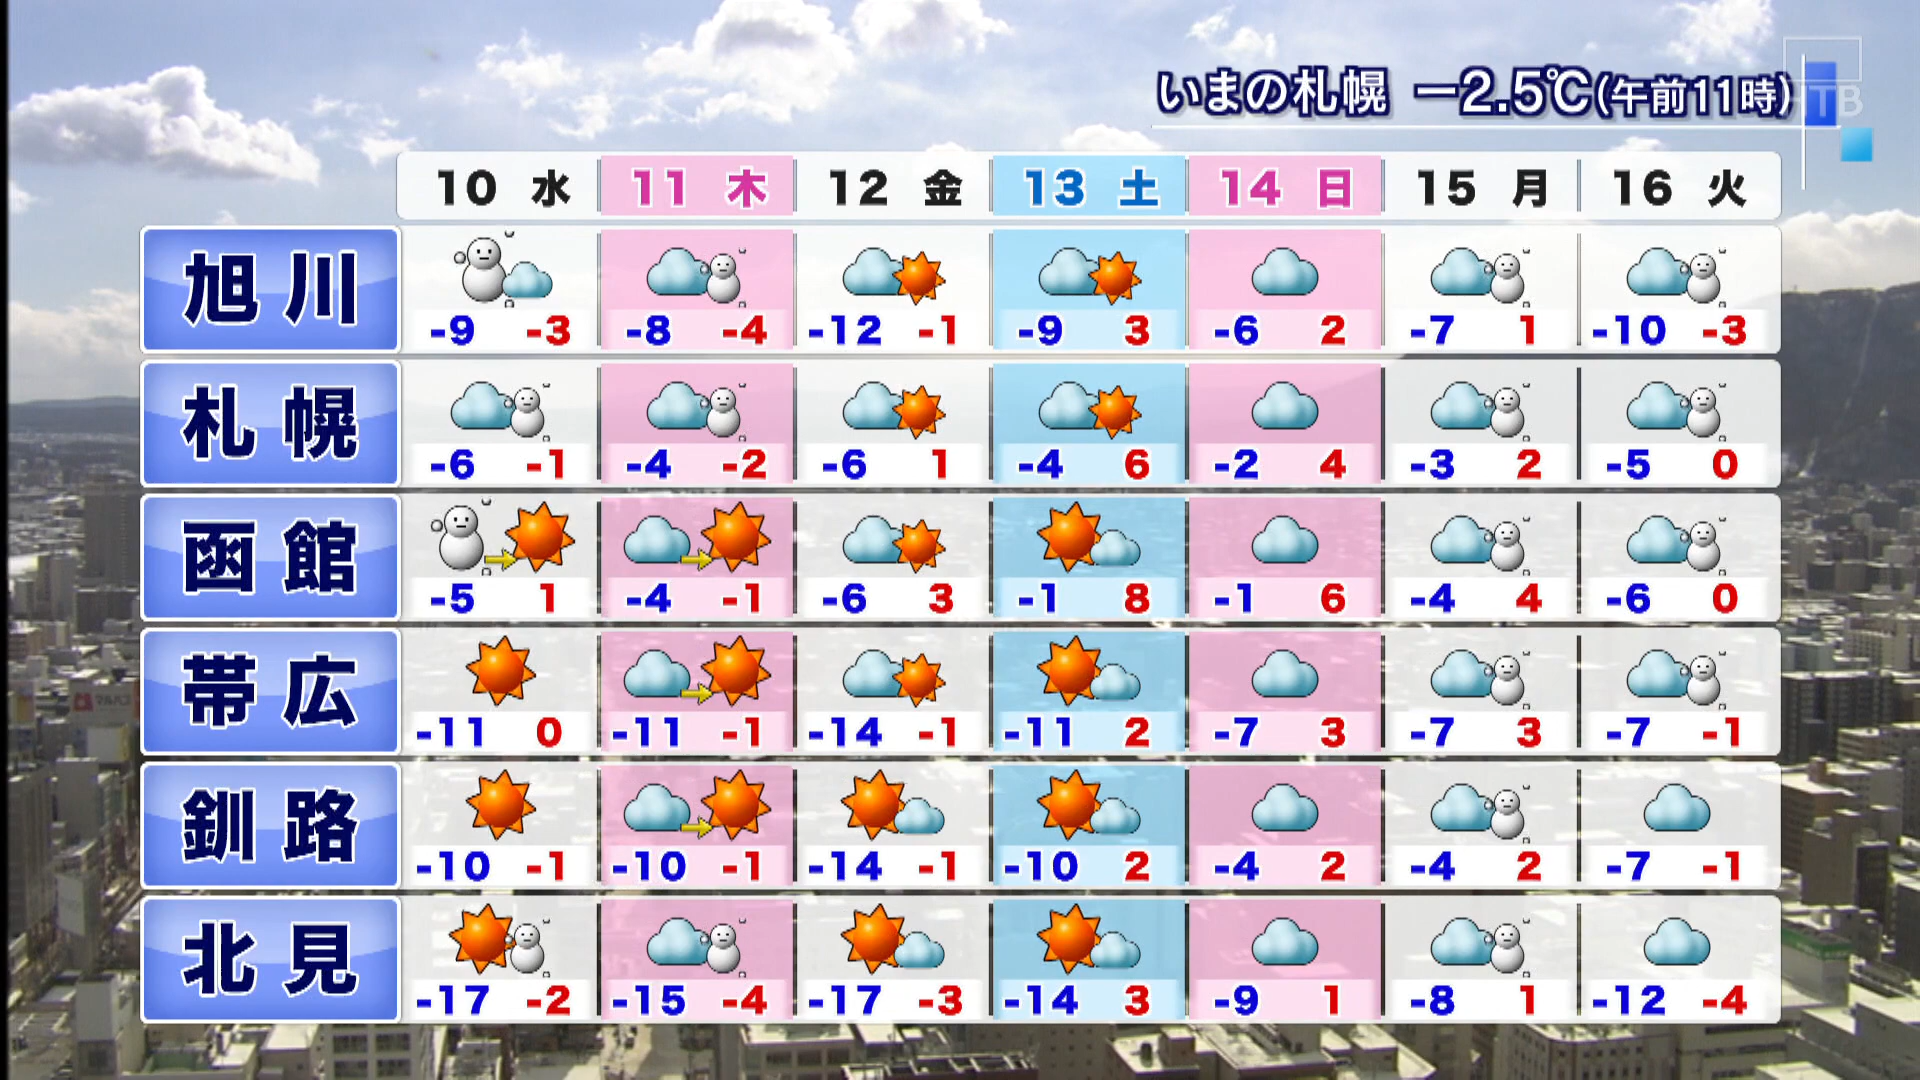 いまの札幌 －2.5℃(午前11時)
HTB
10 水 11 木 12 金 13 土 14 日 15 月 16 火
旭川 -9 -3 -8 -4 -12 -1 -9 3 -6 2 -7 1 -10 -3
札幌 -6 -1 -4 -2 -6 1 -4 6 -2 4 -3 2 -5 0
函館 -5 1 -4 -1 -6 3 -1 8 -1 6 -4 4 -6 0
帯広 -11 0 -11 -1 -14 -1 -11 2 -7 3 -7 3 -7 -1
釧路 -10 -1 -10 -1 -14 -1 -10 2 -4 2 -4 2 -7 -1
北見 -17 -2 -15 -4 -17 -3 -14 3 -9 1 -8 1 -12 -4